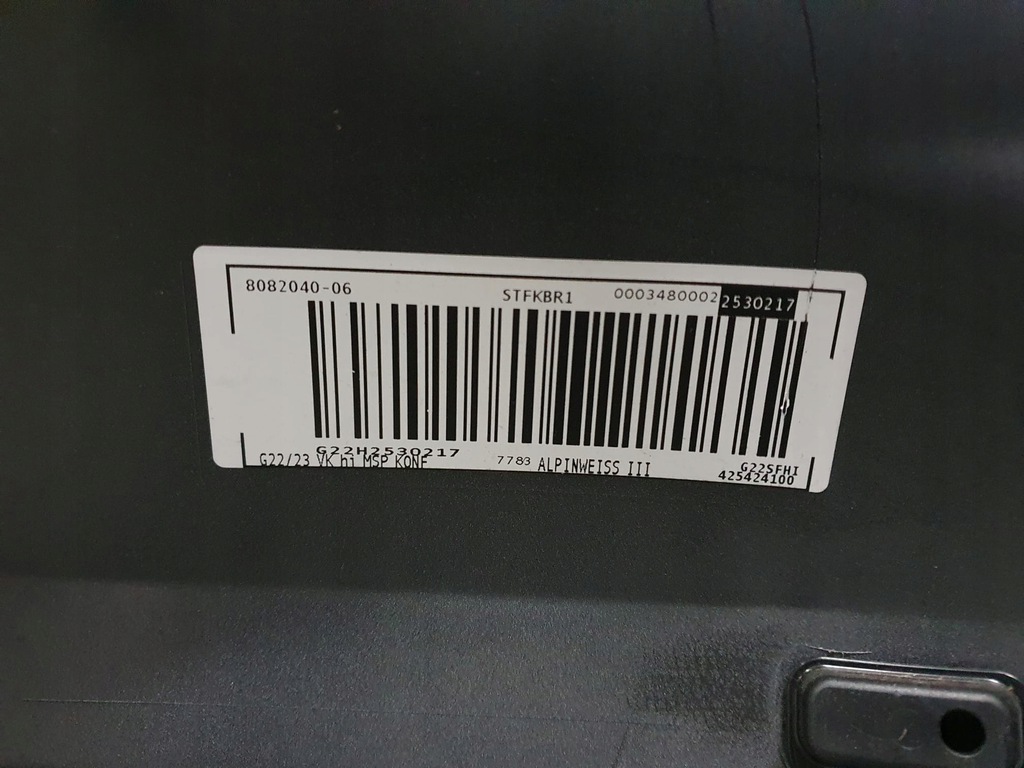 8082040-06 STFKBR1 0003480002 2530217
G22H2530217
G22/23 VK hi MSP KONF 7783 ALPINWEISS III G22SFHI
425424100